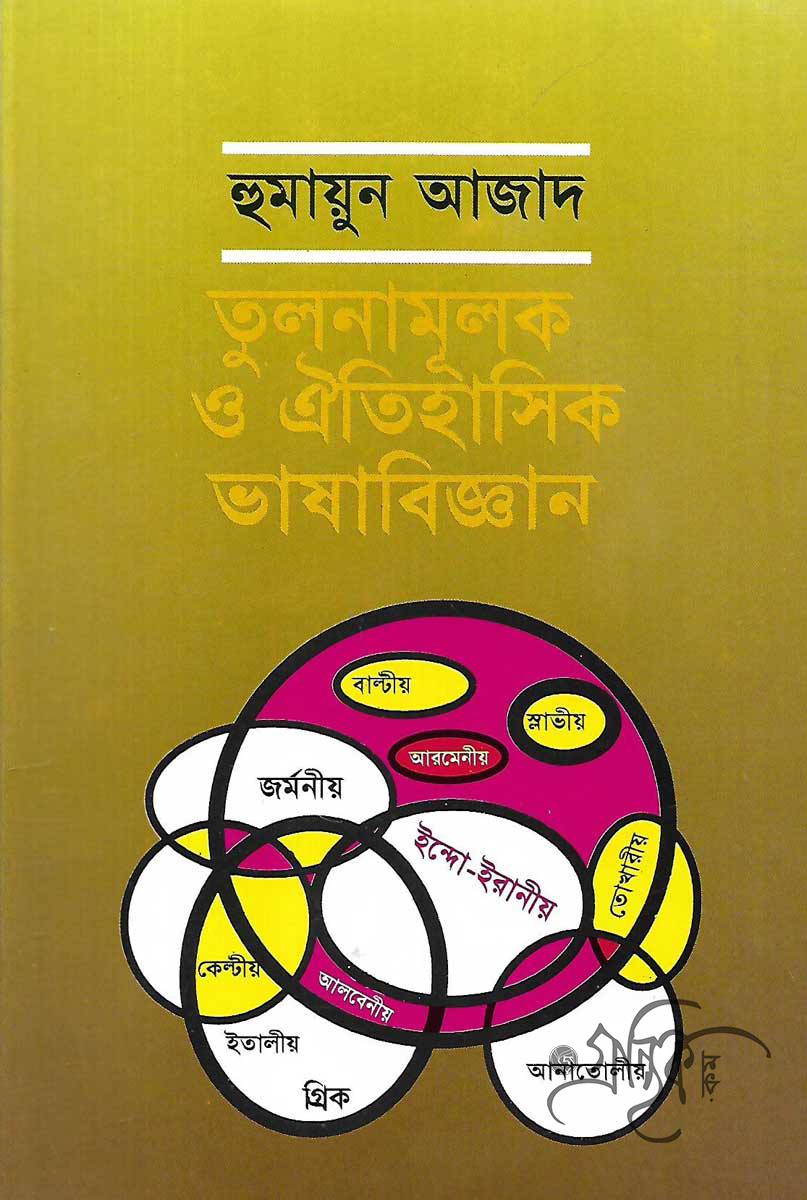 হুমায়ুন আজাদ
তুলনামূলক
ও ঐতিহাসিক
ভাষাবিজ্ঞান
বাল্টীয়
স্লাভীয়
আরমেনীয়
জর্মনীয়
ইন্দো-ইরানীয়
তোখারীয়
কেল্টীয়
আলবেনীয়
ইতালীয়
গ্রিক
আনাতোলীয়